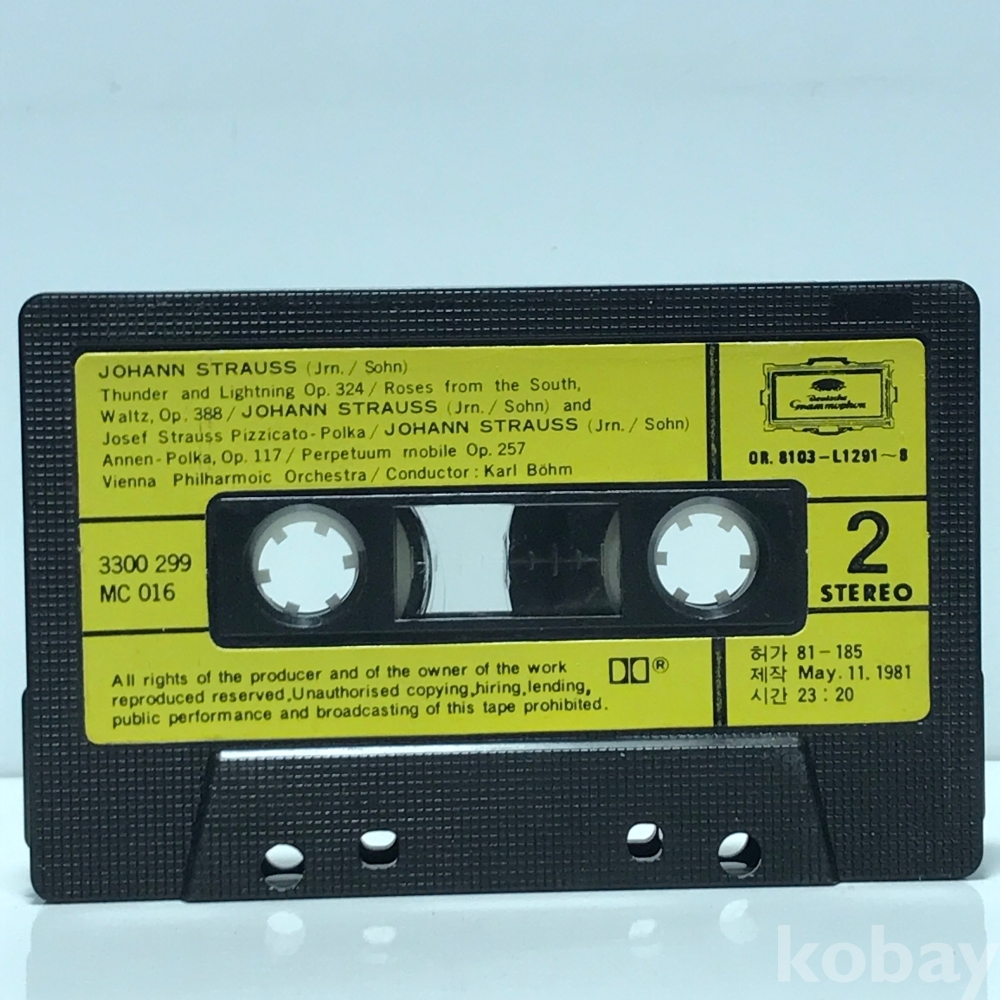 JOHANN STRAUSS (Jrn. / Sohn)
Thunder and Lightning Op. 324 / Roses from the South,
Waltz, Op. 388 / JOHANN STRAUSS (Jrn. / Sohn) and
Josef Strauss Pizzicato-Polka / JOHANN STRAUSS (Jrn. / Sohn)
Annen-Polka, Op. 117 / Perpetuum mobile Op. 257
Vienna Philharmoic Orchestra / Conductor : Karl Böhm
Deutsche
Grammophon
OR. 8103-L1291~8
3300 299
MC 016
2
STEREO
All rights of the producer and of the owner of the work
reproduced reserved,Unauthorised copying,hiring,lending,
public performance and broadcasting of this tape prohibited.
®
허가 81-185
제작 May. 11. 1981
시간 23 : 20
kobay